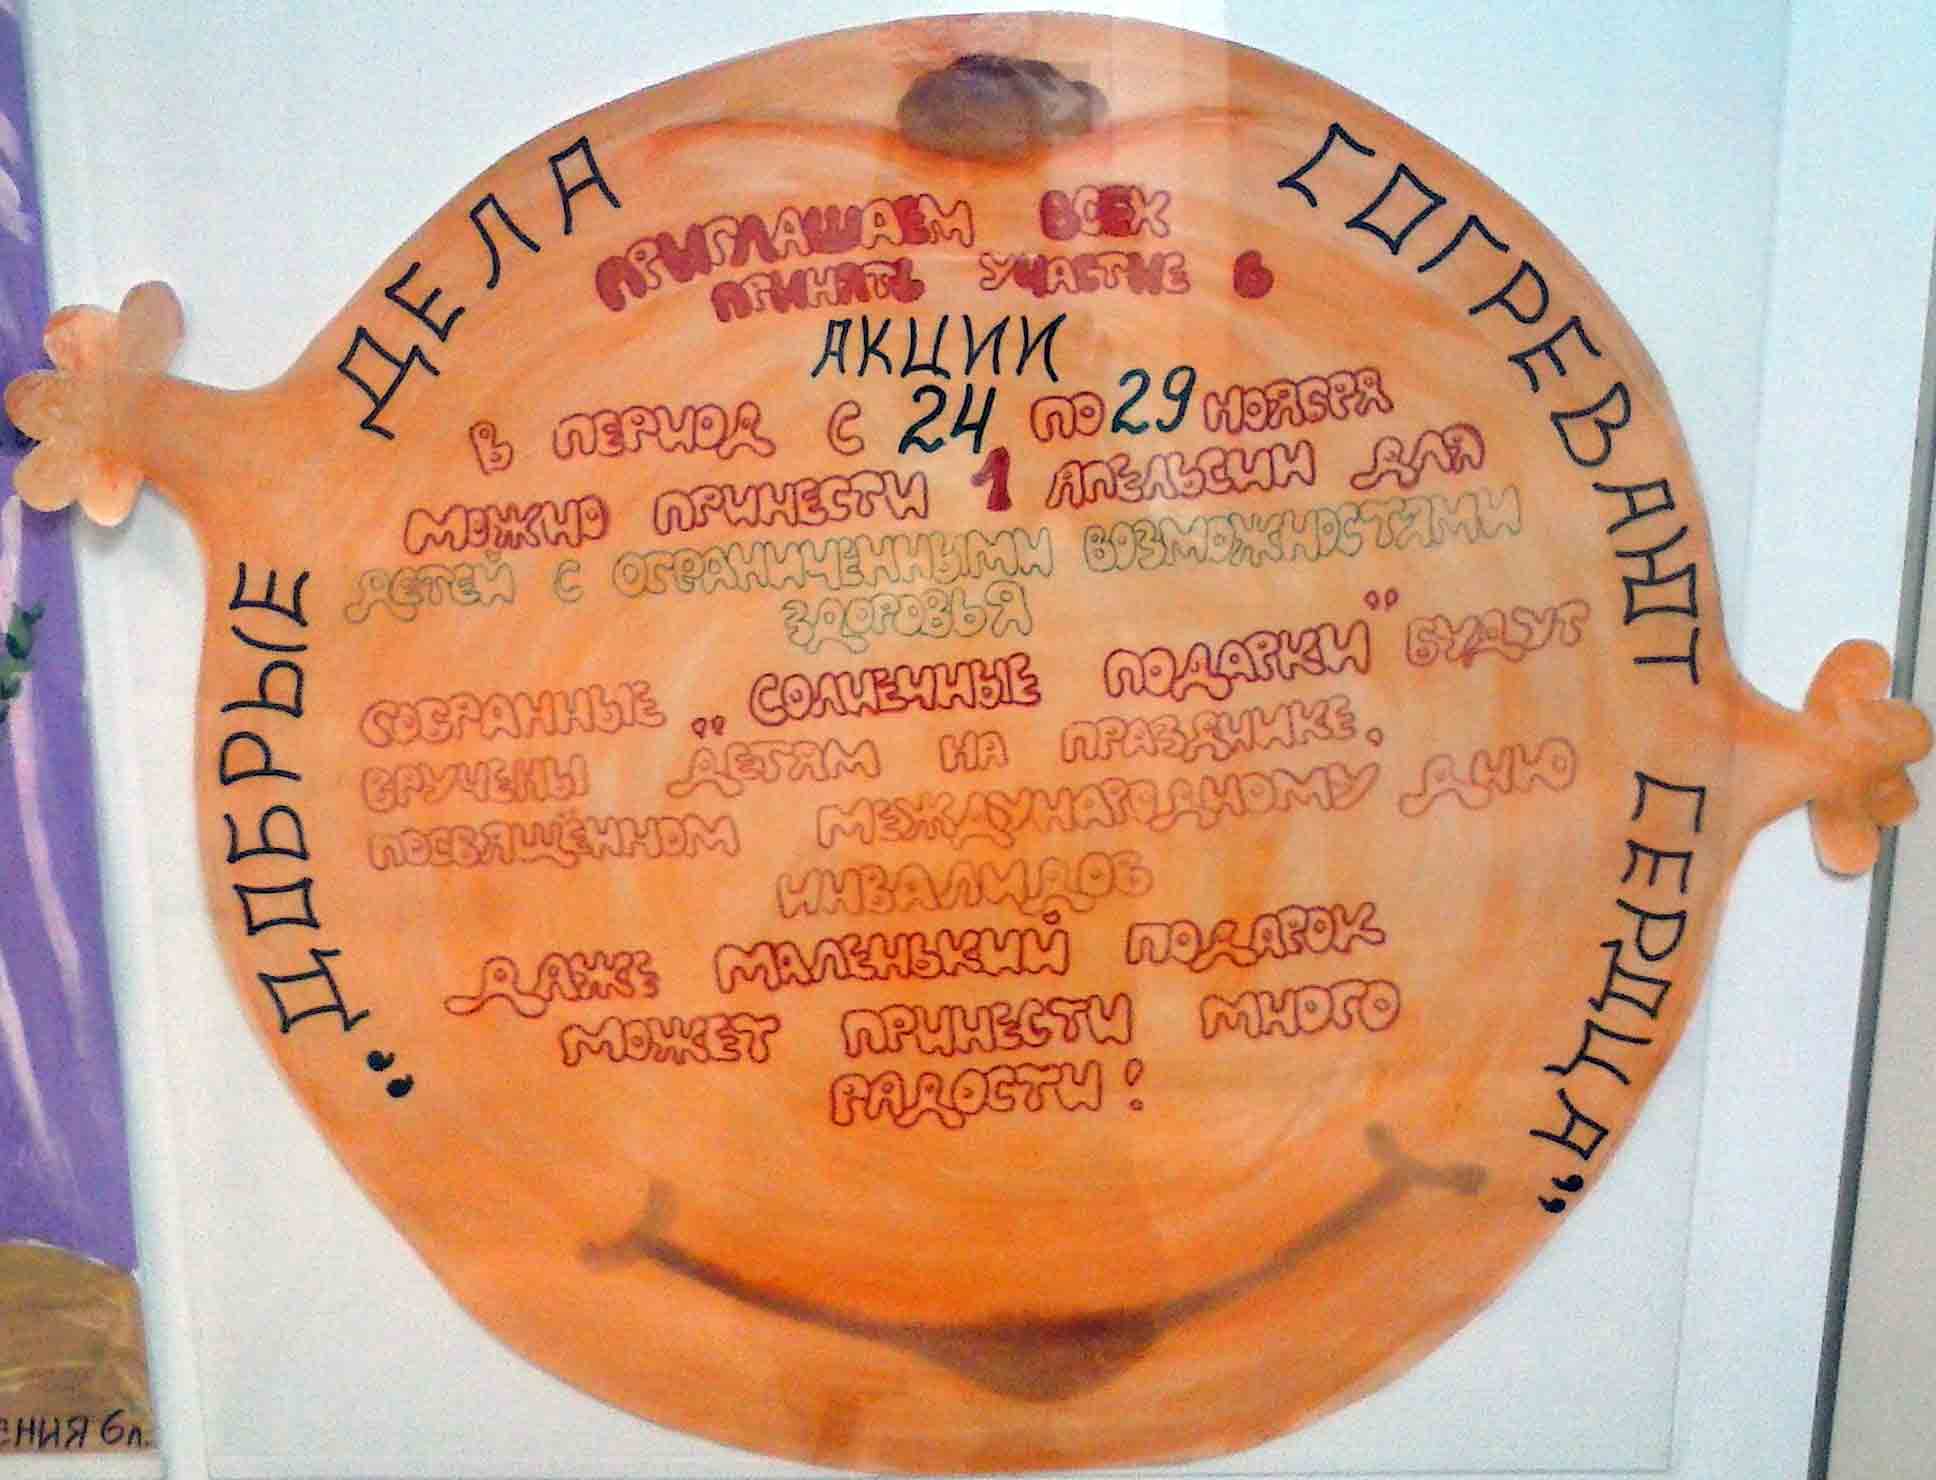 „ДОБРЫЕ ДЕЛА СОГРЕВАЮТ СЕРДЦА”
ПРИГЛАШАЕМ ВСЕХ
ПРИНЯТЬ УЧАСТИЕ В
АКЦИИ
В ПЕРИОД С 24 ПО 29 НОЯБРЯ
МОЖНО ПРИНЕСТИ 1 АПЕЛЬСИН ДЛЯ
ДЕТЕЙ С ОГРАНИЧЕННЫМИ ВОЗМОЖНОСТЯМИ
ЗДОРОВЬЯ
СОБРАННЫЕ „СОЛНЕЧНЫЕ ПОДАРКИ" БУДУТ
ВРУЧЕНЫ ДЕТЯМ НА ПРАЗДНИКЕ,
ПОСВЯЩЁННОМ МЕЖДУНАРОДНОМУ ДНЮ
ИНВАЛИДОВ
ДАЖЕ МАЛЕНЬКИЙ ПОДАРОК
МОЖЕТ ПРИНЕСТИ МНОГО
РАДОСТИ!
ЕНИЯ 6л.